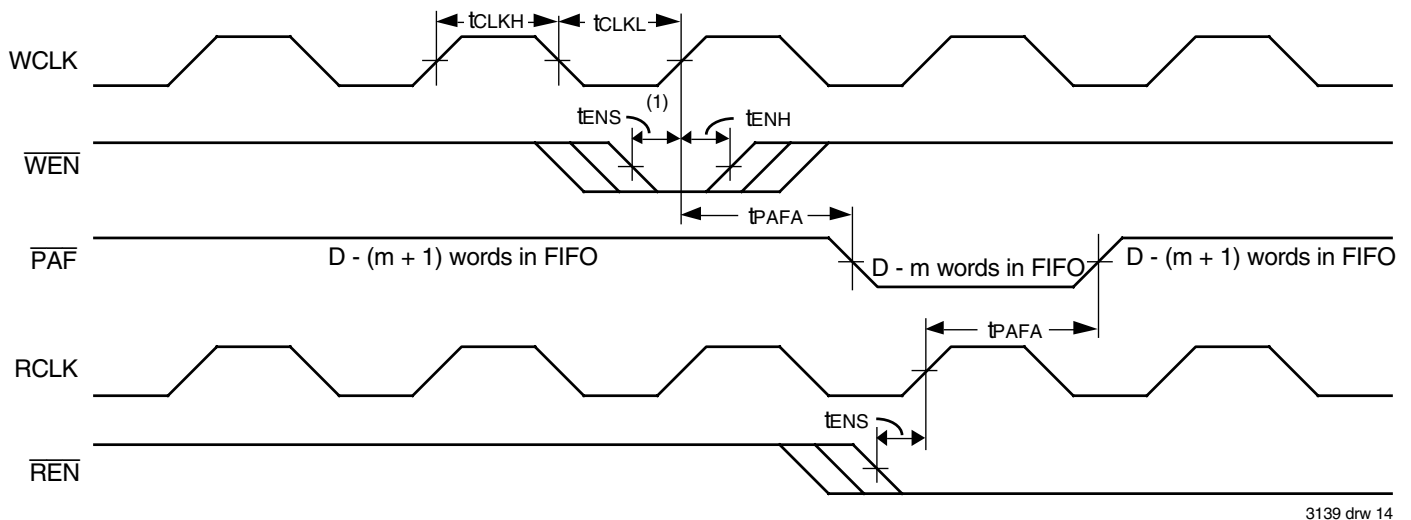 tCLKH tCLKL
WCLK
(1)
tENS tENH
WEN
tPAFA
PAF D - (m + 1) words in FIFO D - m words in FIFO D - (m + 1) words in FIFO
tPAFA
RCLK
tENS
REN
3139 drw 14